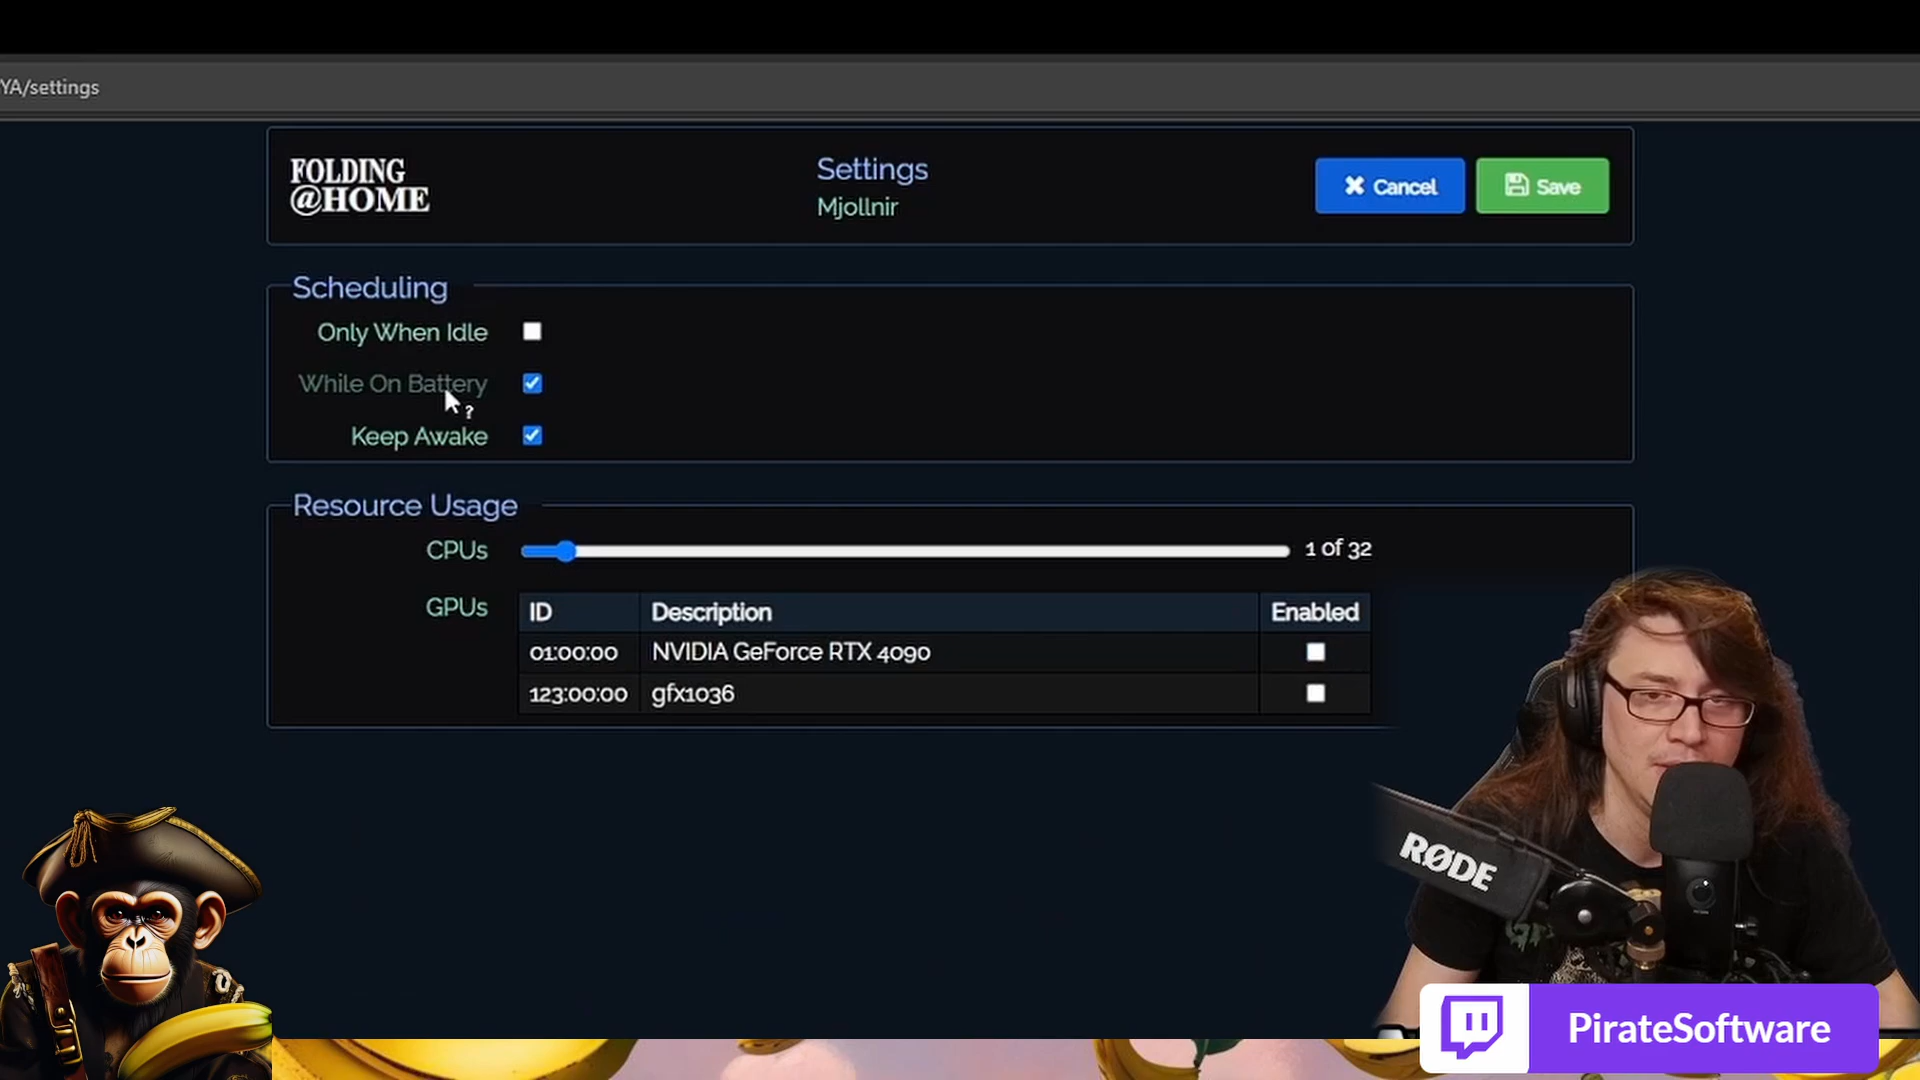 YA/settings
FOLDING
@HOME
Settings
Mjollnir
Cancel
Save
Scheduling
Only When Idle
While On Battery
?
Keep Awake
Resource Usage
CPUs
1 of 32
GPUs
ID Description Enabled
01:00:00 NVIDIA GeForce RTX 4090
123:00:00 gfx1036
RØDE
PirateSoftware